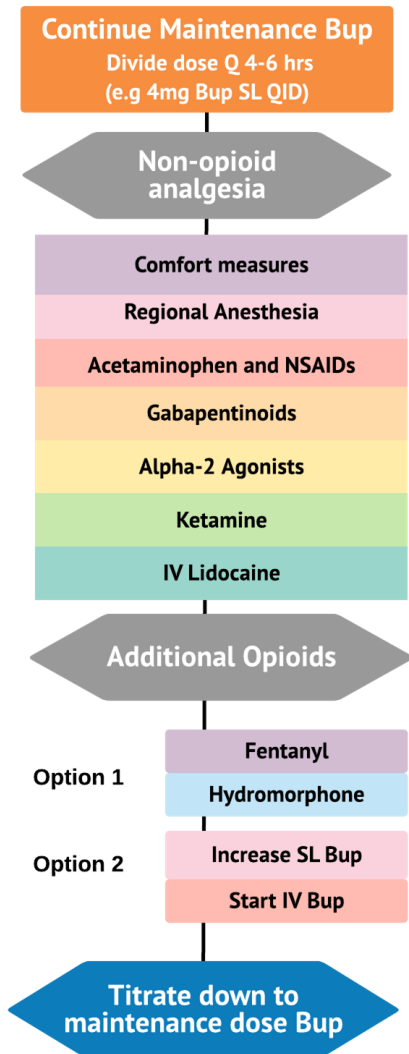 Continue Maintenance Bup
Divide dose Q 4-6 hrs
(e.g 4mg Bup SL QID)
Non-opioid
analgesia
Comfort measures
Regional Anesthesia
Acetaminophen and NSAIDs
Gabapentinoids
Alpha-2 Agonists
Ketamine
IV Lidocaine
Additional Opioids
Option 1
Fentanyl
Hydromorphone
Option 2
Increase SL Bup
Start IV Bup
Titrate down to
maintenance dose Bup